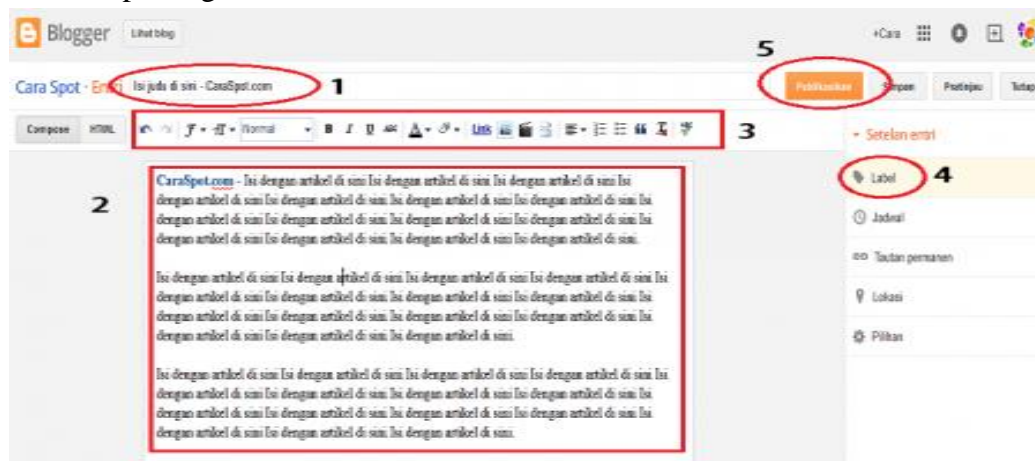 Blogger Lihat blog
+Cara
5
Cara Spot · Entri Isi judu di sini - CaraSpot.com 1
Publikasikan Simpan Pratinjau Tutup
Compose HTML Normal B I U ABC A Link 3
Setelan entri
Label 4
Jadwal
Tautan permanen
Lokasi
Pilihan
2
CaraSpot.com - Isi dengan artikel di sini Isi dengan artikel di sini Isi dengan artikel di sini Isi
dengan artikel di sini Isi dengan artikel di sini Isi dengan artikel di sini Isi dengan artikel di sini Isi
dengan artikel di sini Isi dengan artikel di sini Isi dengan artikel di sini Isi dengan artikel di sini Isi
dengan artikel di sini Isi dengan artikel di sini Isi dengan artikel di sini Isi dengan artikel di sini.
Isi dengan artikel di sini Isi dengan artikel di sini Isi dengan artikel di sini Isi dengan artikel di sini Isi
dengan artikel di sini Isi dengan artikel di sini Isi dengan artikel di sini Isi dengan artikel di sini Isi
dengan artikel di sini Isi dengan artikel di sini Isi dengan artikel di sini Isi dengan artikel di sini Isi
dengan artikel di sini Isi dengan artikel di sini Isi dengan artikel di sini.
Isi dengan artikel di sini Isi dengan artikel di sini Isi dengan artikel di sini Isi dengan artikel di sini Isi
dengan artikel di sini Isi dengan artikel di sini Isi dengan artikel di sini Isi dengan artikel di sini Isi
dengan artikel di sini Isi dengan artikel di sini Isi dengan artikel di sini Isi dengan artikel di sini Isi
dengan artikel di sini Isi dengan artikel di sini Isi dengan artikel di sini.